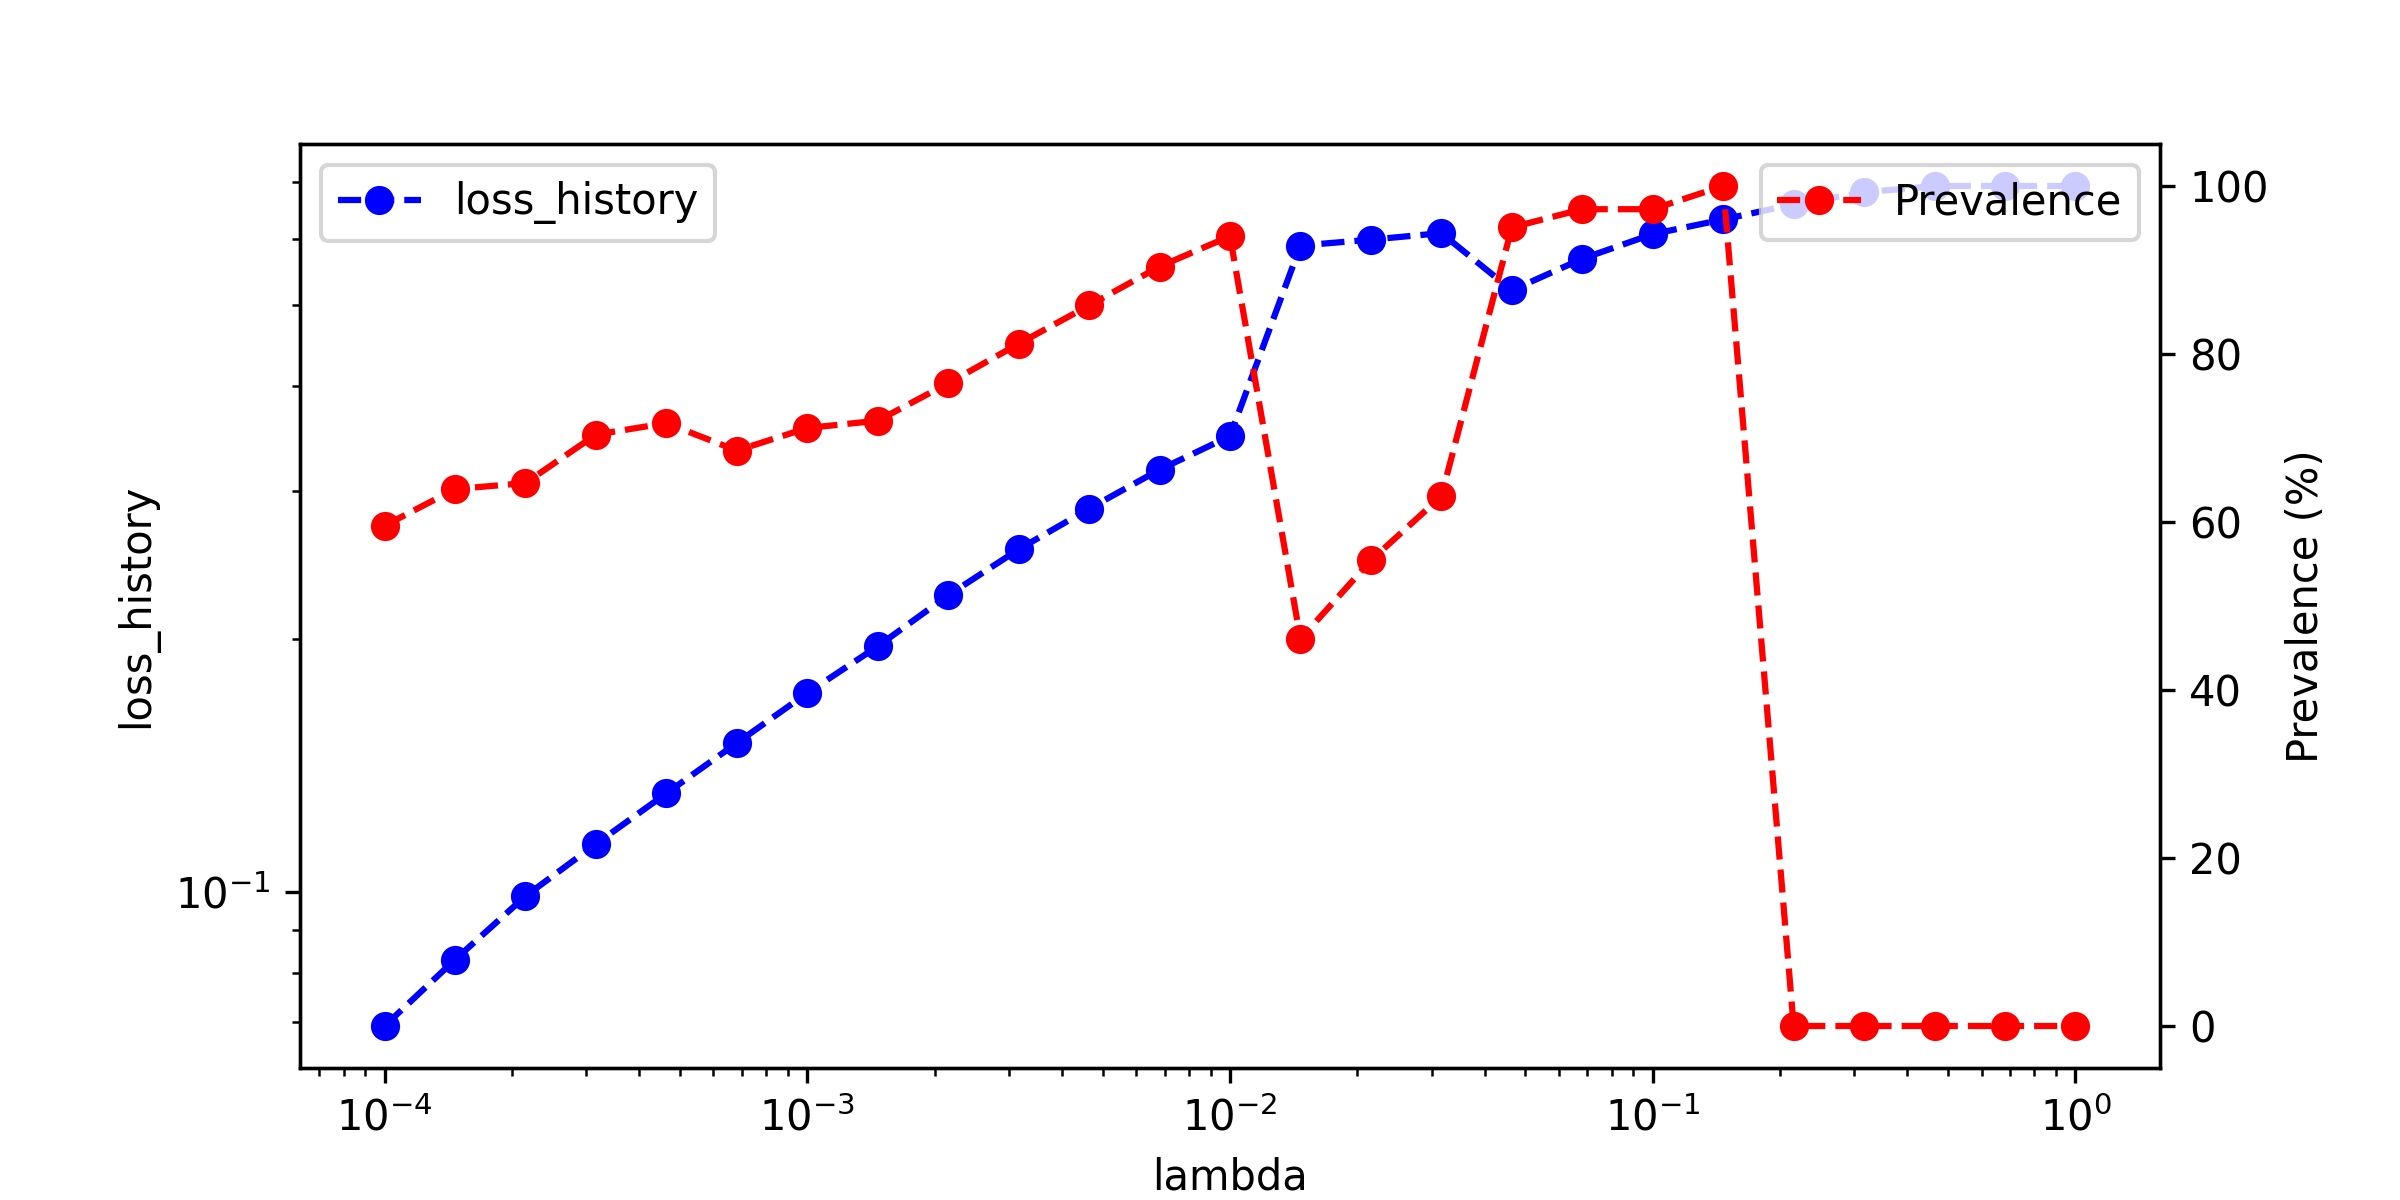 loss_history
Prevalence
100
80
60
40
20
0
10⁻¹
loss_history
Prevalence (%)
10⁻⁴ 10⁻³ 10⁻² 10⁻¹ 10⁰
lambda